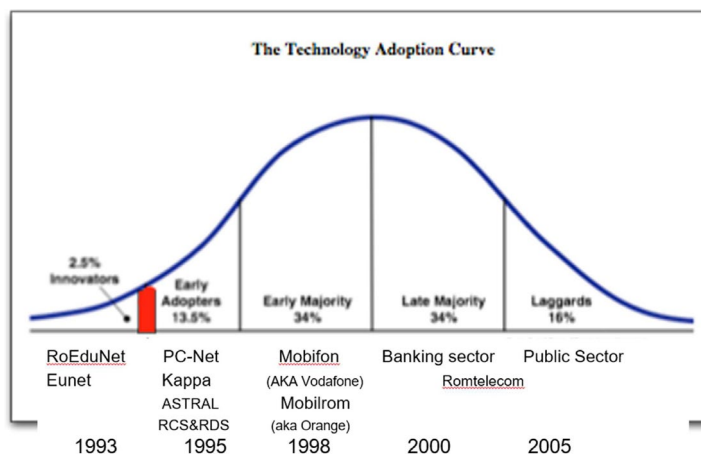 The Technology Adoption Curve
2.5%
Innovators
Early
Adopters
13.5%
Early Majority
34%
Late Majority
34%
Laggards
16%
RoEduNet
Eunet
PC-Net
Kappa
ASTRAL
RCS&RDS
Mobifon
(AKA Vodafone)
Mobilrom
(aka Orange)
Banking sector
Romtelecom
Public Sector
1993 1995 1998 2000 2005